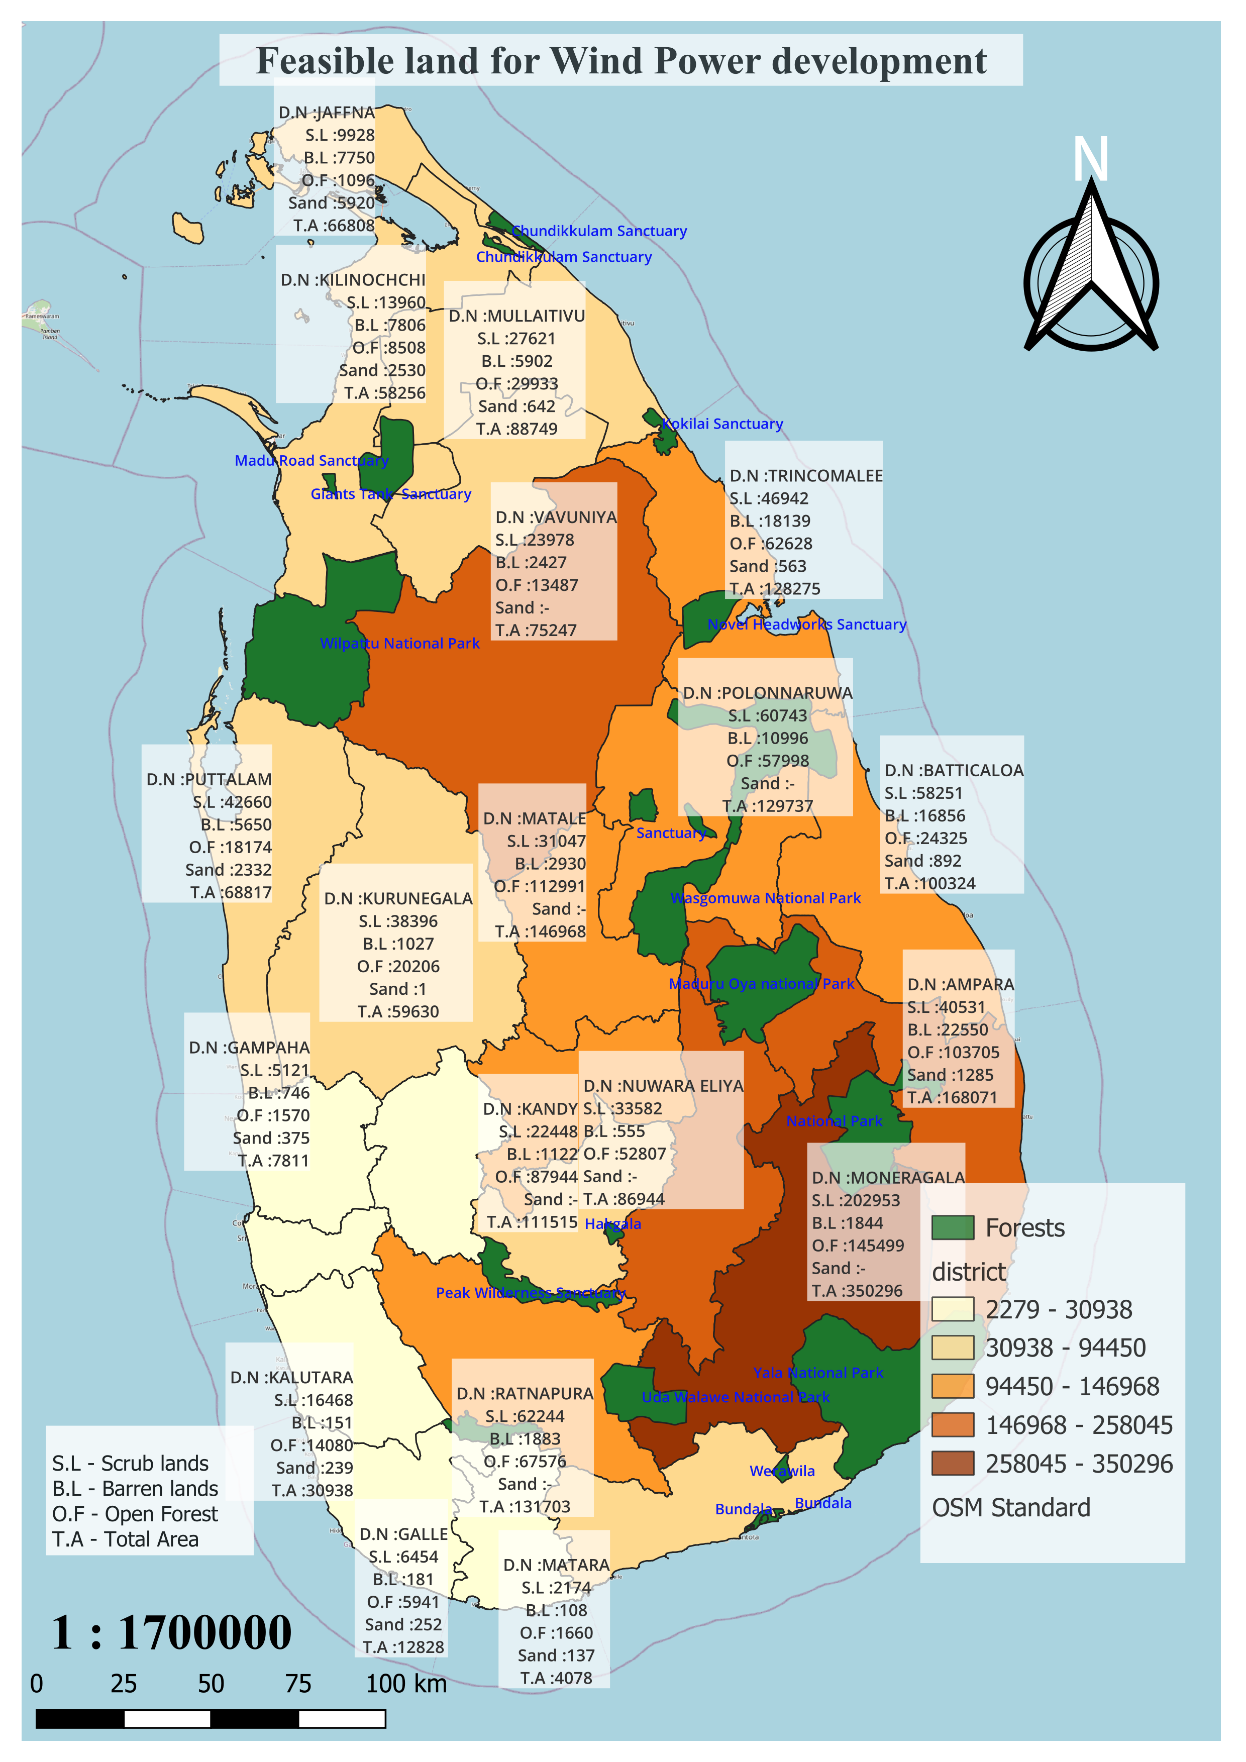 Feasible land for Wind Power development
N
D.N :JAFFNA
S.L :9928
B.L :7750
O.F :1096
Sand :5920
T.A :66808
Chundikkulam Sanctuary
Chundikkulam Sanctuary
D.N :KILINOCHCHI
S.L :13960
B.L :7806
O.F :8508
Sand :2530
T.A :58256
D.N :MULLAITIVU
S.L :27621
B.L :5902
O.F :29933
Sand :642
T.A :88749
Kokilai Sanctuary
Madu Road Sanctuary
Giants Tank Sanctuary
D.N :TRINCOMALEE
S.L :46942
B.L :18139
O.F :62628
Sand :563
T.A :128275
D.N :VAVUNIYA
S.L :23978
B.L :2427
O.F :13487
Sand :-
T.A :75247
Novel Headworks Sanctuary
Wilpattu National Park
D.N :POLONNARUWA
S.L :60743
B.L :10996
O.F :57998
Sand :-
T.A :129737
D.N :PUTTALAM
S.L :42660
B.L :5650
O.F :18174
Sand :2332
T.A :68817
D.N :BATTICALOA
S.L :58251
B.L :16856
O.F :24325
Sand :892
T.A :100324
D.N :MATALE
S.L :31047
B.L :2930
O.F :112991
Sand :-
T.A :146968
Sanctuary
D.N :KURUNEGALA
S.L :38396
B.L :1027
O.F :20206
Sand :1
T.A :59630
Wasgomuwa National Park
Maduru Oya national Park
D.N :AMPARA
S.L :40531
B.L :22550
O.F :103705
Sand :1285
T.A :168071
D.N :GAMPAHA
S.L :5121
B.L :746
O.F :1570
Sand :375
T.A :7811
D.N :KANDY
S.L :22448
B.L :1122
O.F :87944
Sand :-
T.A :111515
D.N :NUWARA ELIYA
S.L :33582
B.L :555
O.F :52807
Sand :-
T.A :86944
National Park
D.N :MONERAGALA
S.L :202953
B.L :1844
O.F :145499
Sand :-
T.A :350296
Hakgala
Peak Wilderness Sanctuary
Yala National Park
Uda Walawe National Park
D.N :KALUTARA
S.L :16468
B.L :151
O.F :14080
Sand :239
T.A :30938
D.N :RATNAPURA
S.L :62244
B.L :1883
O.F :67576
Sand :-
T.A :131703
Werawila
Bundala
Bundala
D.N :GALLE
S.L :6454
B.L :181
O.F :5941
Sand :252
T.A :12828
D.N :MATARA
S.L :2174
B.L :108
O.F :1660
Sand :137
T.A :4078
Forests
district
2279 - 30938
30938 - 94450
94450 - 146968
146968 - 258045
258045 - 350296
OSM Standard
S.L - Scrub lands
B.L - Barren lands
O.F - Open Forest
T.A - Total Area
1 : 1700000
0 25 50 75 100 km